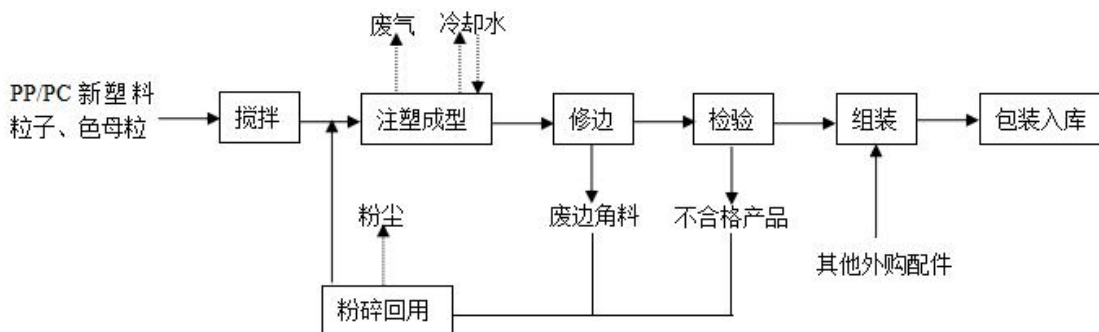 废气
冷却水
PP/PC 新塑料
粒子、色母粒
搅拌
注塑成型
修边
检验
组装
包装入库
粉尘
废边角料
不合格产品
其他外购配件
粉碎回用